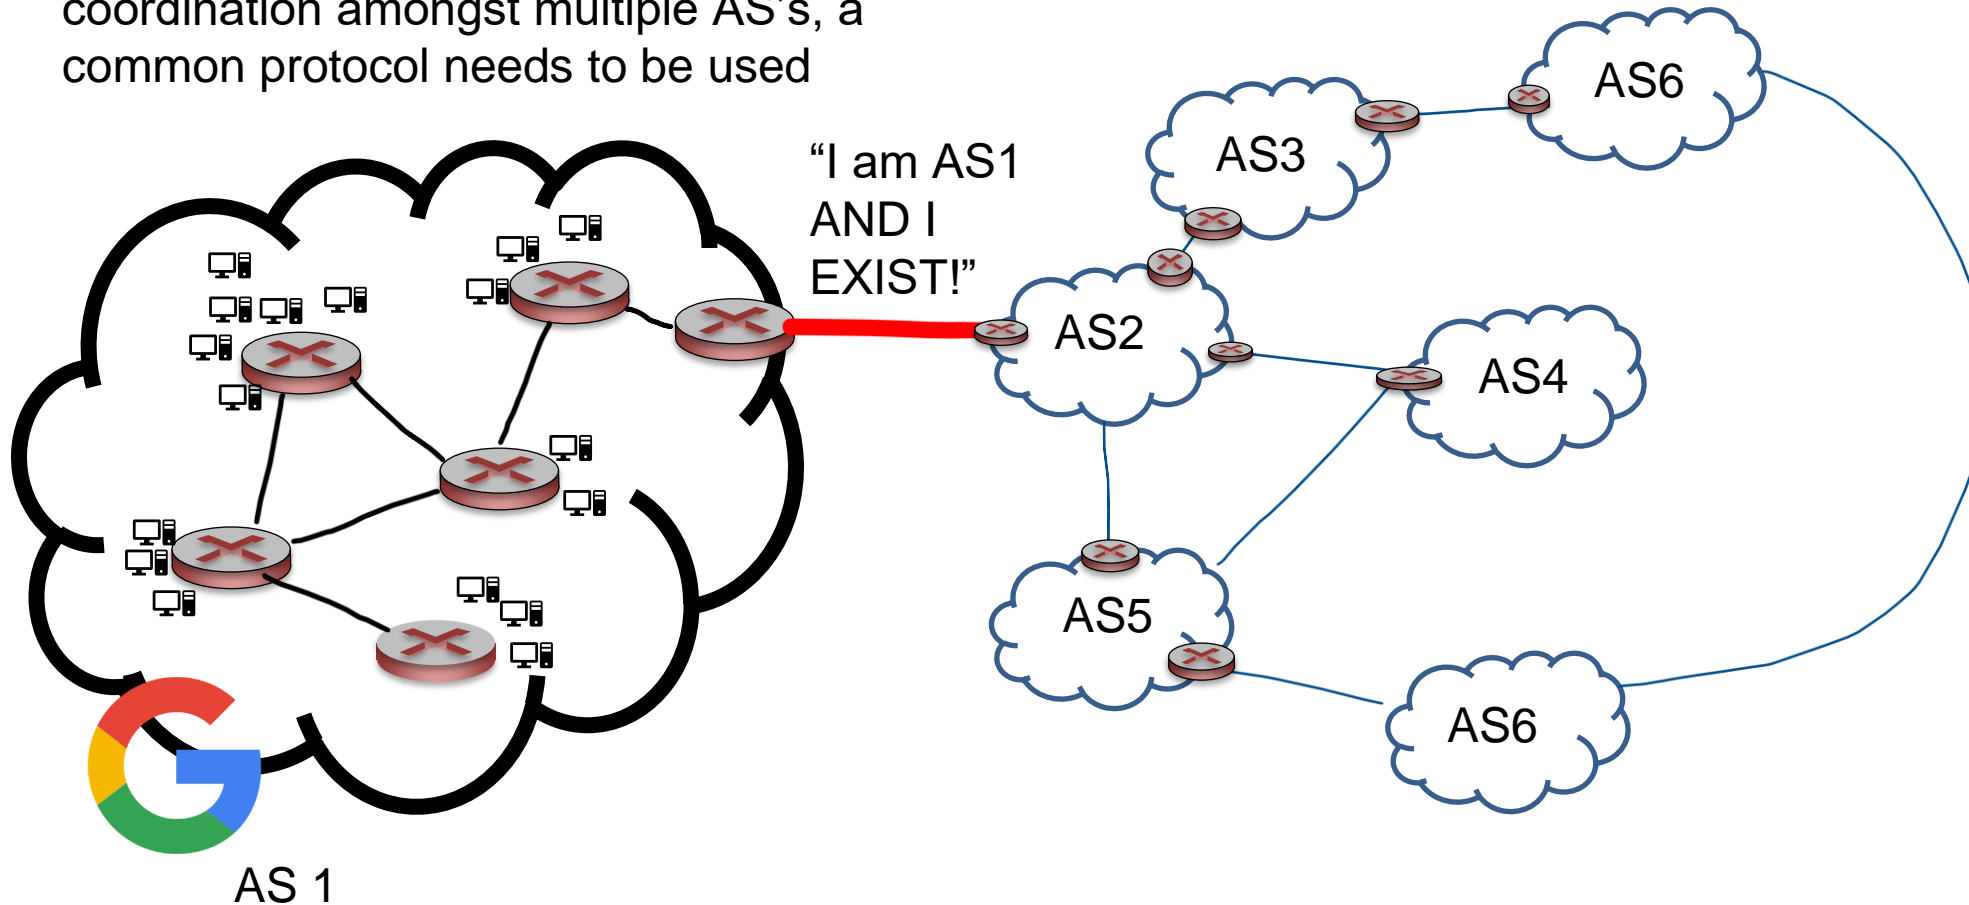 coordination amongst multiple AS's, a
common protocol needs to be used
“I am AS1
AND I
EXIST!”
AS6
AS3
AS2
AS4
AS5
AS6
AS 1